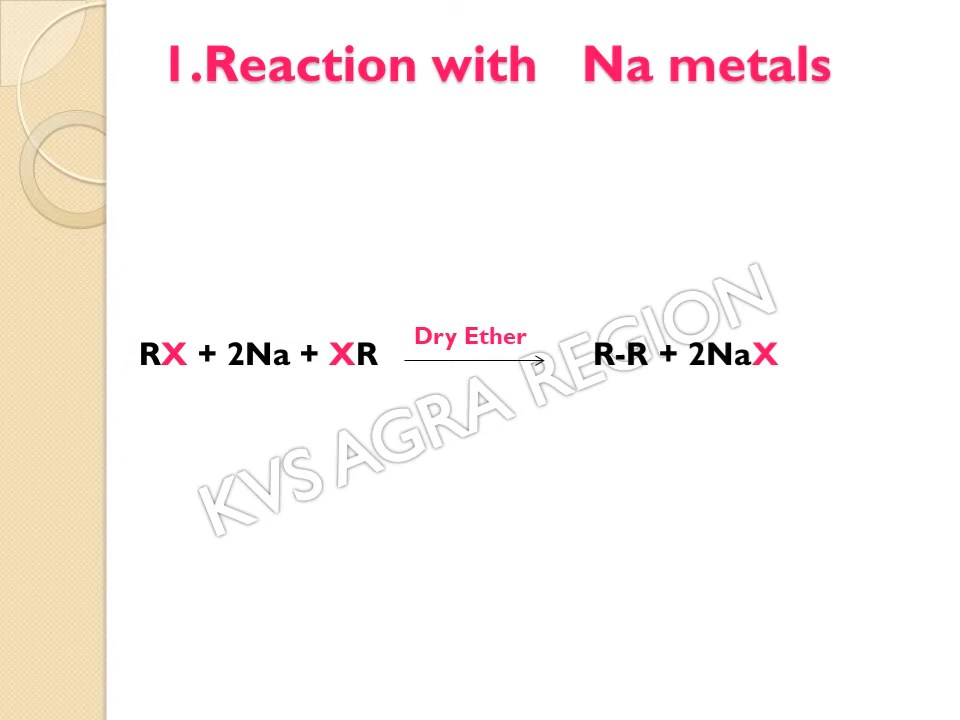 1.Reaction with Na metals
Dry Ether
RX + 2Na + XR R-R + 2NaX
KVS AGRA REGION